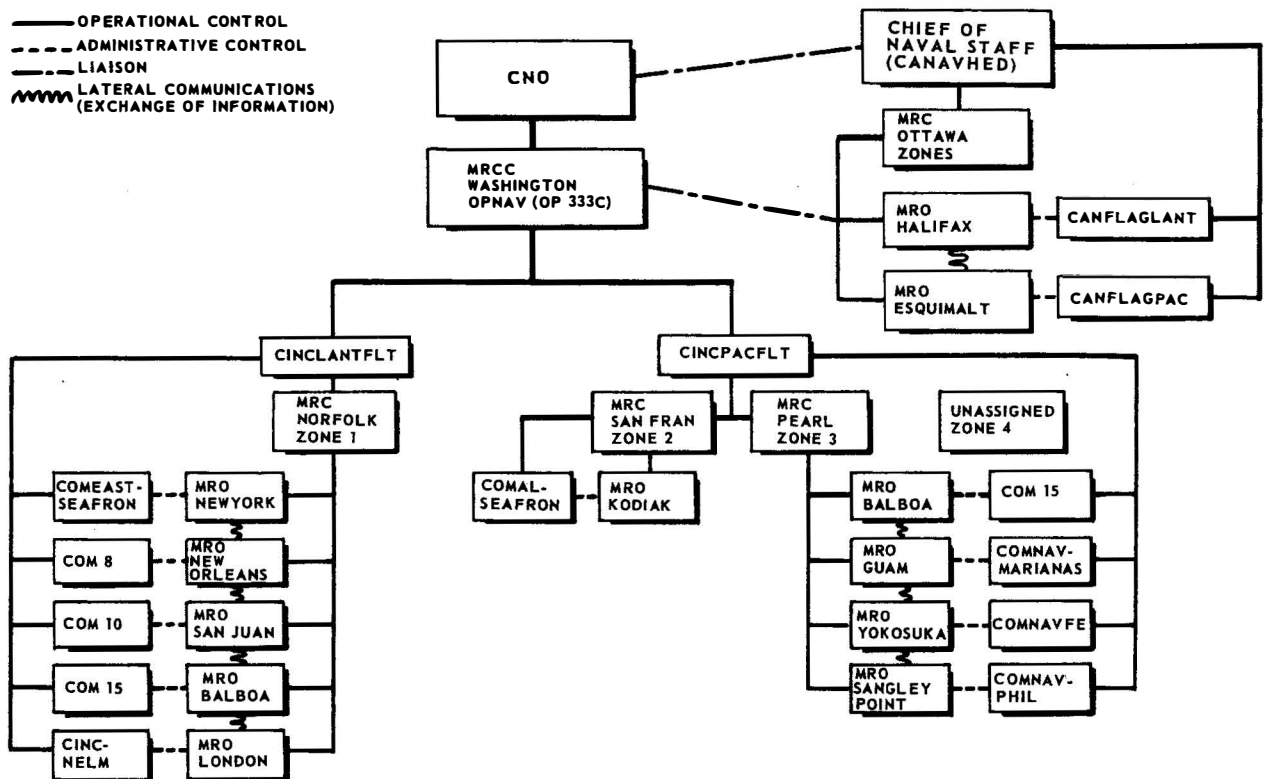 OPERATIONAL CONTROL
ADMINISTRATIVE CONTROL
LIAISON
LATERAL COMMUNICATIONS
(EXCHANGE OF INFORMATION)
CNO
CHIEF OF
NAVAL STAFF
(CANAVHED)
MRC
OTTAWA
ZONES
MRCC
WASHINGTON
OPNAV (OP 333C)
MRO
HALIFAX
CANFLAGLANT
MRO
ESQUIMALT
CANFLAGPAC
CINCLANTFLT
CINCPACFLT
MRC
NORFOLK
ZONE 1
MRC
SAN FRAN
ZONE 2
MRC
PEARL
ZONE 3
UNASSIGNED
ZONE 4
COMEAST-
SEAFRON
MRO
NEWYORK
COM 8
MRO
NEW
ORLEANS
COM 10
MRO
SAN JUAN
COM 15
MRO
BALBOA
CINC-
NELM
MRO
LONDON
COMAL-
SEAFRON
MRO
KODIAK
MRO
BALBOA
COM 15
MRO
GUAM
COMNAV-
MARIANAS
MRO
YOKOSUKA
COMNAVFE
MRO
SANGLEY
POINT
COMNAV-
PHIL